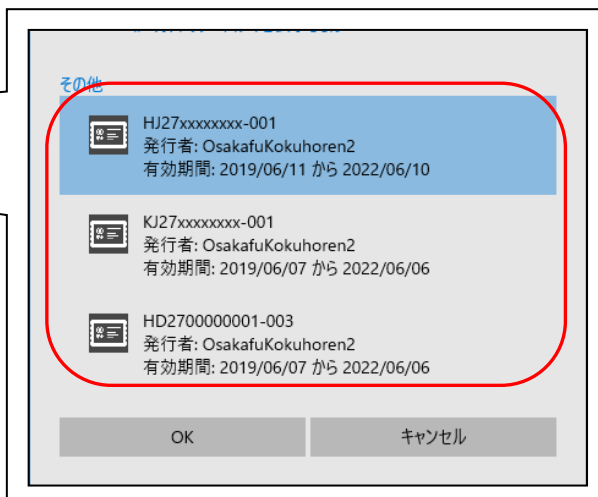 その他
HJ27xxxxxxxx-001
発行者: OsakafuKokuhoren2
有効期間: 2019/06/11 から 2022/06/10
KJ27xxxxxxxx-001
発行者: OsakafuKokuhoren2
有効期間: 2019/06/07 から 2022/06/06
HD2700000001-003
発行者: OsakafuKokuhoren2
有効期間: 2019/06/07 から 2022/06/06
OK
キャンセル